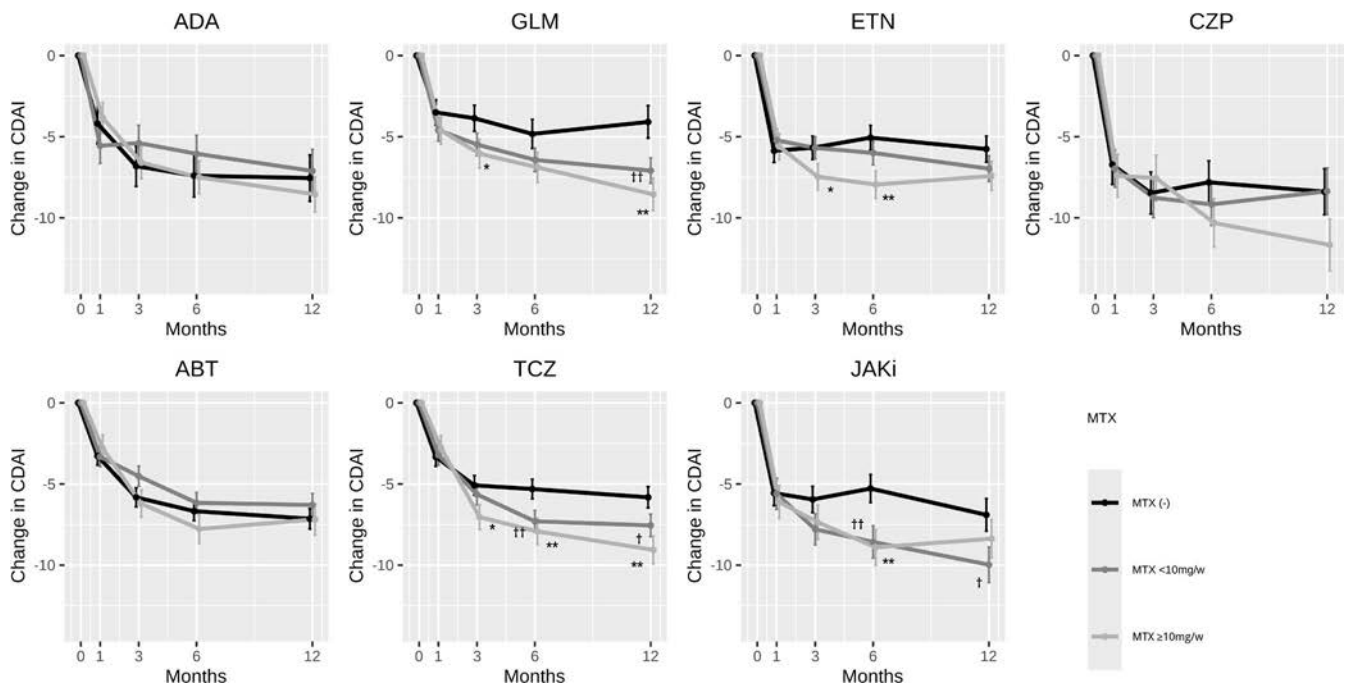 ADA
GLM
ETN
CZP
Change in CDAI
0
-5
-10
0 1 3 6 12
Months
Change in CDAI
0
-5
-10
*
††
**
0 1 3 6 12
Months
Change in CDAI
0
-5
-10
*
**
0 1 3 6 12
Months
Change in CDAI
0
-5
-10
0 1 3 6 12
Months
ABT
TCZ
JAKi
Change in CDAI
0
-5
-10
0 1 3 6 12
Months
Change in CDAI
0
-5
-10
*
††
**
†
**
0 1 3 6 12
Months
Change in CDAI
0
-5
-10
††
**
†
0 1 3 6 12
Months
MTX
MTX (-)
MTX <10mg/w
MTX ≥10mg/w